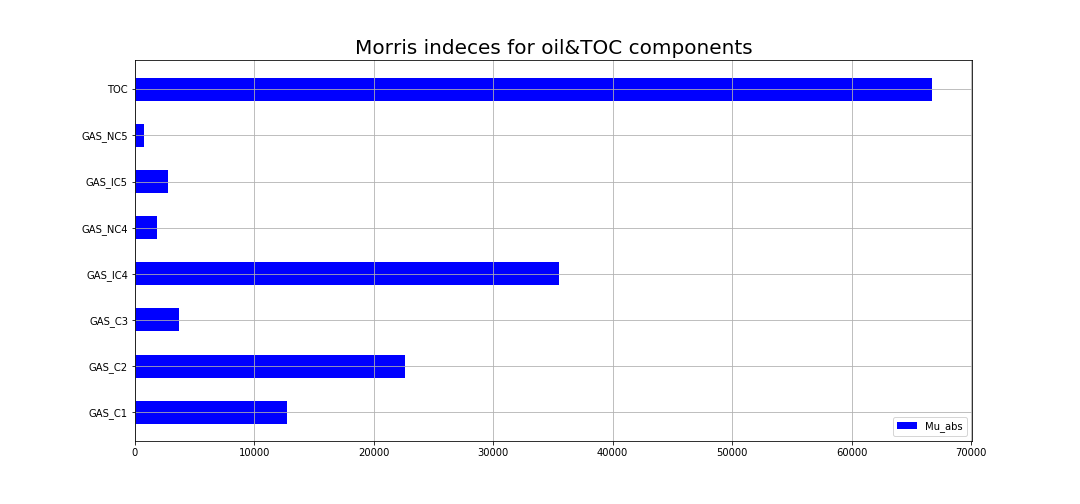 Morris indeces for oil&TOC components
TOC
GAS_NC5
GAS_IC5
GAS_NC4
GAS_IC4
GAS_C3
GAS_C2
GAS_C1
Mu_abs
0 10000 20000 30000 40000 50000 60000 70000